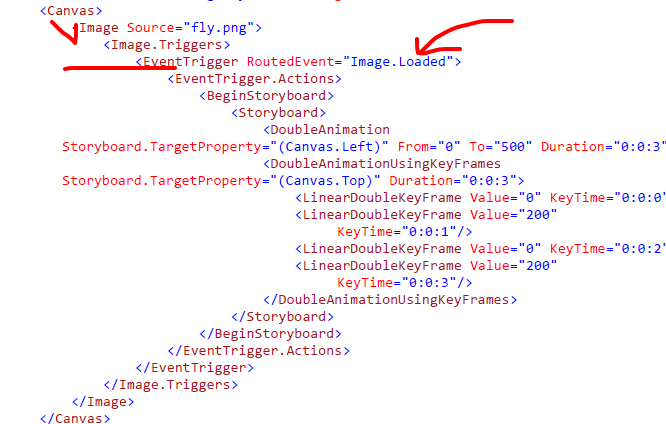 <Canvas>
<Image Source="fly.png">
<Image.Triggers>
<EventTrigger RoutedEvent="Image.Loaded">
<EventTrigger.Actions>
<BeginStoryboard>
<Storyboard>
<DoubleAnimation
Storyboard.TargetProperty="(Canvas.Left)" From="0" To="500" Duration="0:0:3"
<DoubleAnimationUsingKeyFrames
Storyboard.TargetProperty="(Canvas.Top)" Duration="0:0:3">
<LinearDoubleKeyFrame Value="0" KeyTime="0:0:0"
<LinearDoubleKeyFrame Value="200"
KeyTime="0:0:1"/>
<LinearDoubleKeyFrame Value="0" KeyTime="0:0:2"
<LinearDoubleKeyFrame Value="200"
KeyTime="0:0:3"/>
</DoubleAnimationUsingKeyFrames>
</Storyboard>
</BeginStoryboard>
</EventTrigger.Actions>
</EventTrigger>
</Image.Triggers>
</Image>
</Canvas>